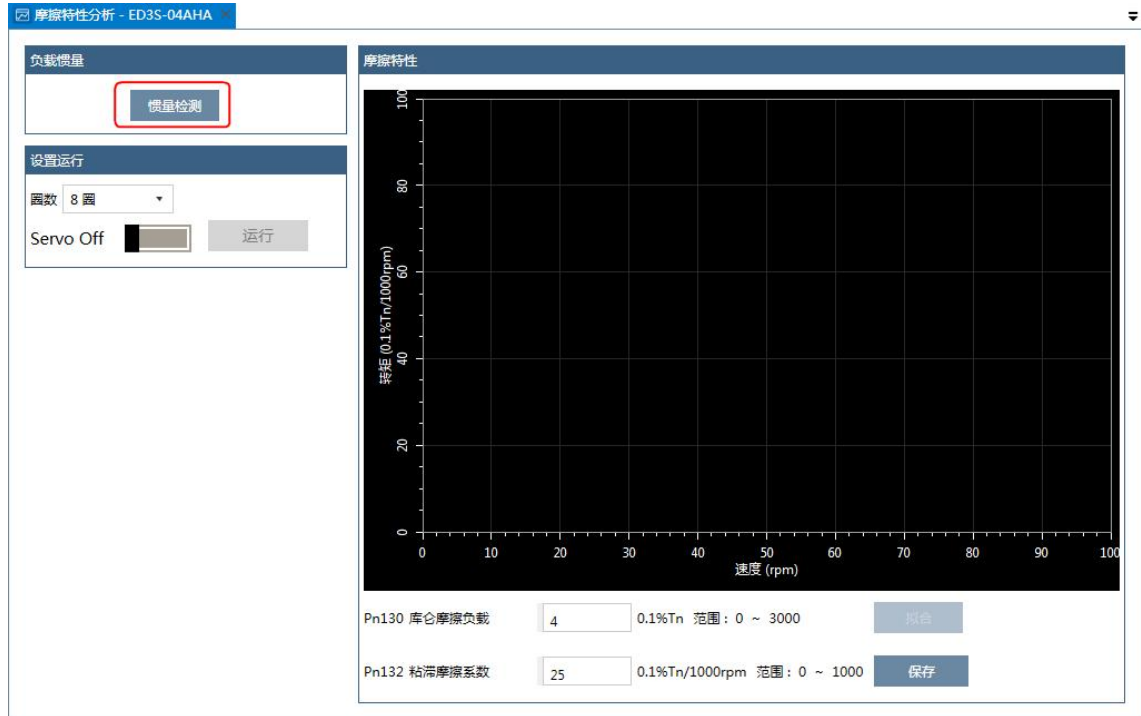 摩擦特性分析 - ED3S-04AHA ×
负载惯量
惯量检测
设置运行
圈数 8 圈
Servo Off 运行
摩擦特性
100
80
60
40
20
0
转矩 (0.1%Tn/1000rpm)
0 10 20 30 40 50 60 70 80 90 100
速度 (rpm)
Pn130 库仑摩擦负载 4 0.1%Tn 范围: 0 ~ 3000 拟合
Pn132 粘滞摩擦系数 25 0.1%Tn/1000rpm 范围: 0 ~ 1000 保存